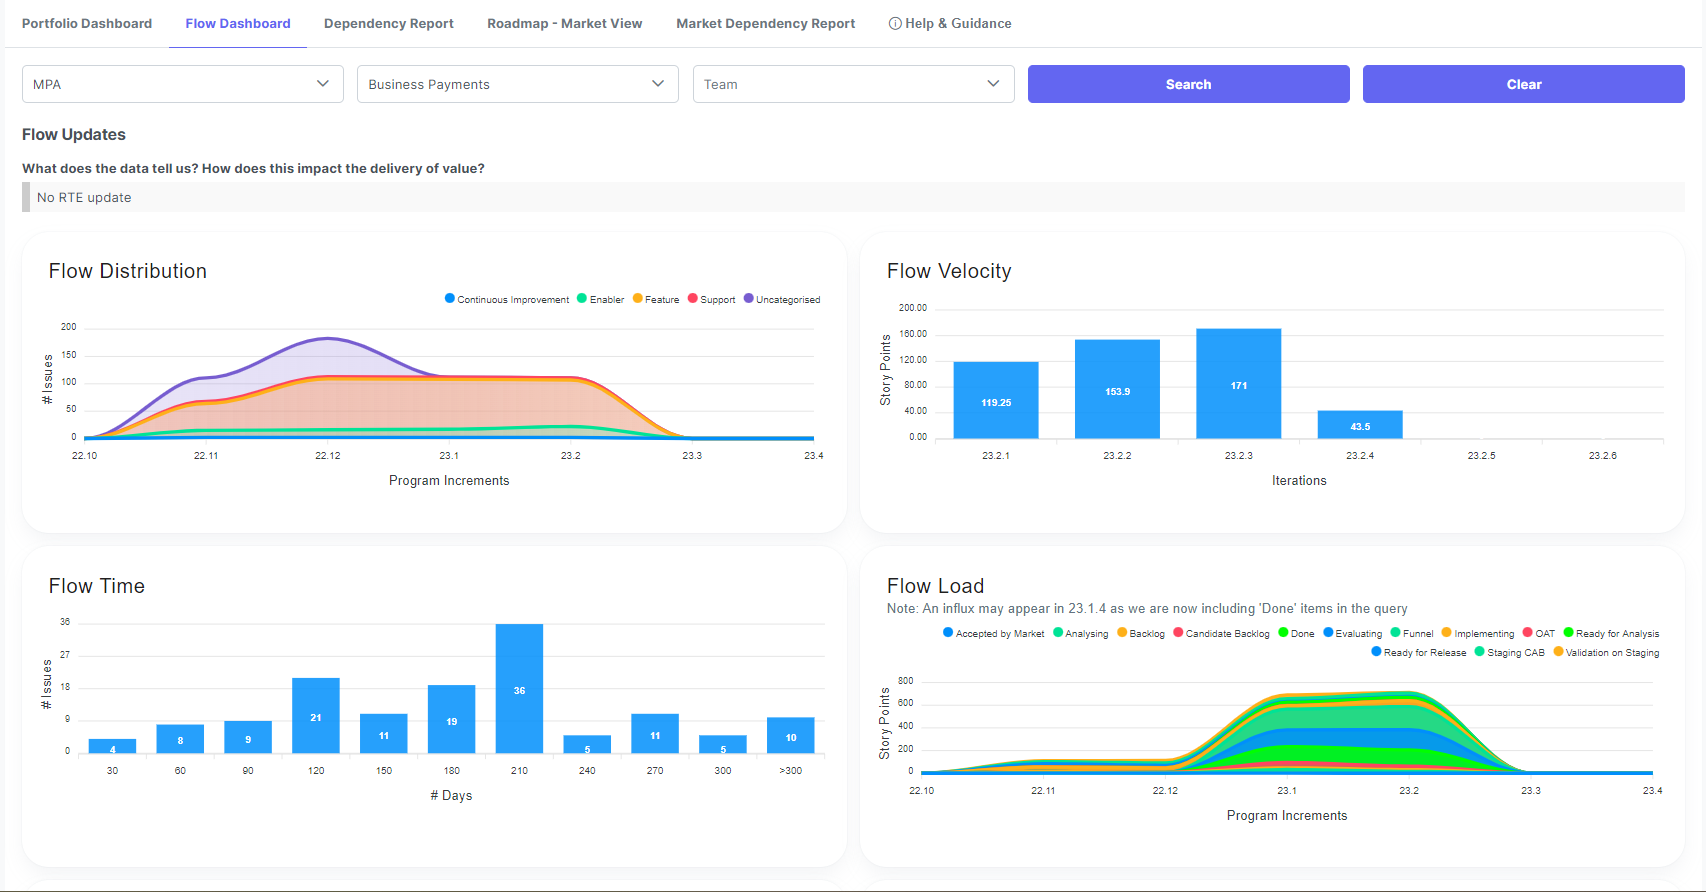 Portfolio Dashboard Flow Dashboard Dependency Report Roadmap - Market View Market Dependency Report Help & Guidance
MPA Business Payments Team Search Clear
Flow Updates
What does the data tell us? How does this impact the delivery of value?
No RTE update
Flow Distribution
Continuous Improvement Enabler Feature Support Uncategorised
# Issues
200
150
100
50
0
22.10 22.11 22.12 23.1 23.2 23.3 23.4
Program Increments
Flow Velocity
Story Points
200.00
160.00
120.00
80.00
40.00
0.00
119.25 153.9 171 43.5
23.2.1 23.2.2 23.2.3 23.2.4 23.2.5 23.2.6
Iterations
Flow Time
# Issues
36
27
18
9
0
4 8 9 21 11 19 36 5 11 5 10
30 60 90 120 150 180 210 240 270 300 >300
# Days
Flow Load
Note: An influx may appear in 23.1.4 as we are now including 'Done' items in the query
Accepted by Market Analysing Backlog Candidate Backlog Done Evaluating Funnel Implementing OAT Ready for Analysis
Ready for Release Staging CAB Validation on Staging
Story Points
800
600
400
200
0
22.10 22.11 22.12 23.1 23.2 23.3 23.4
Program Increments